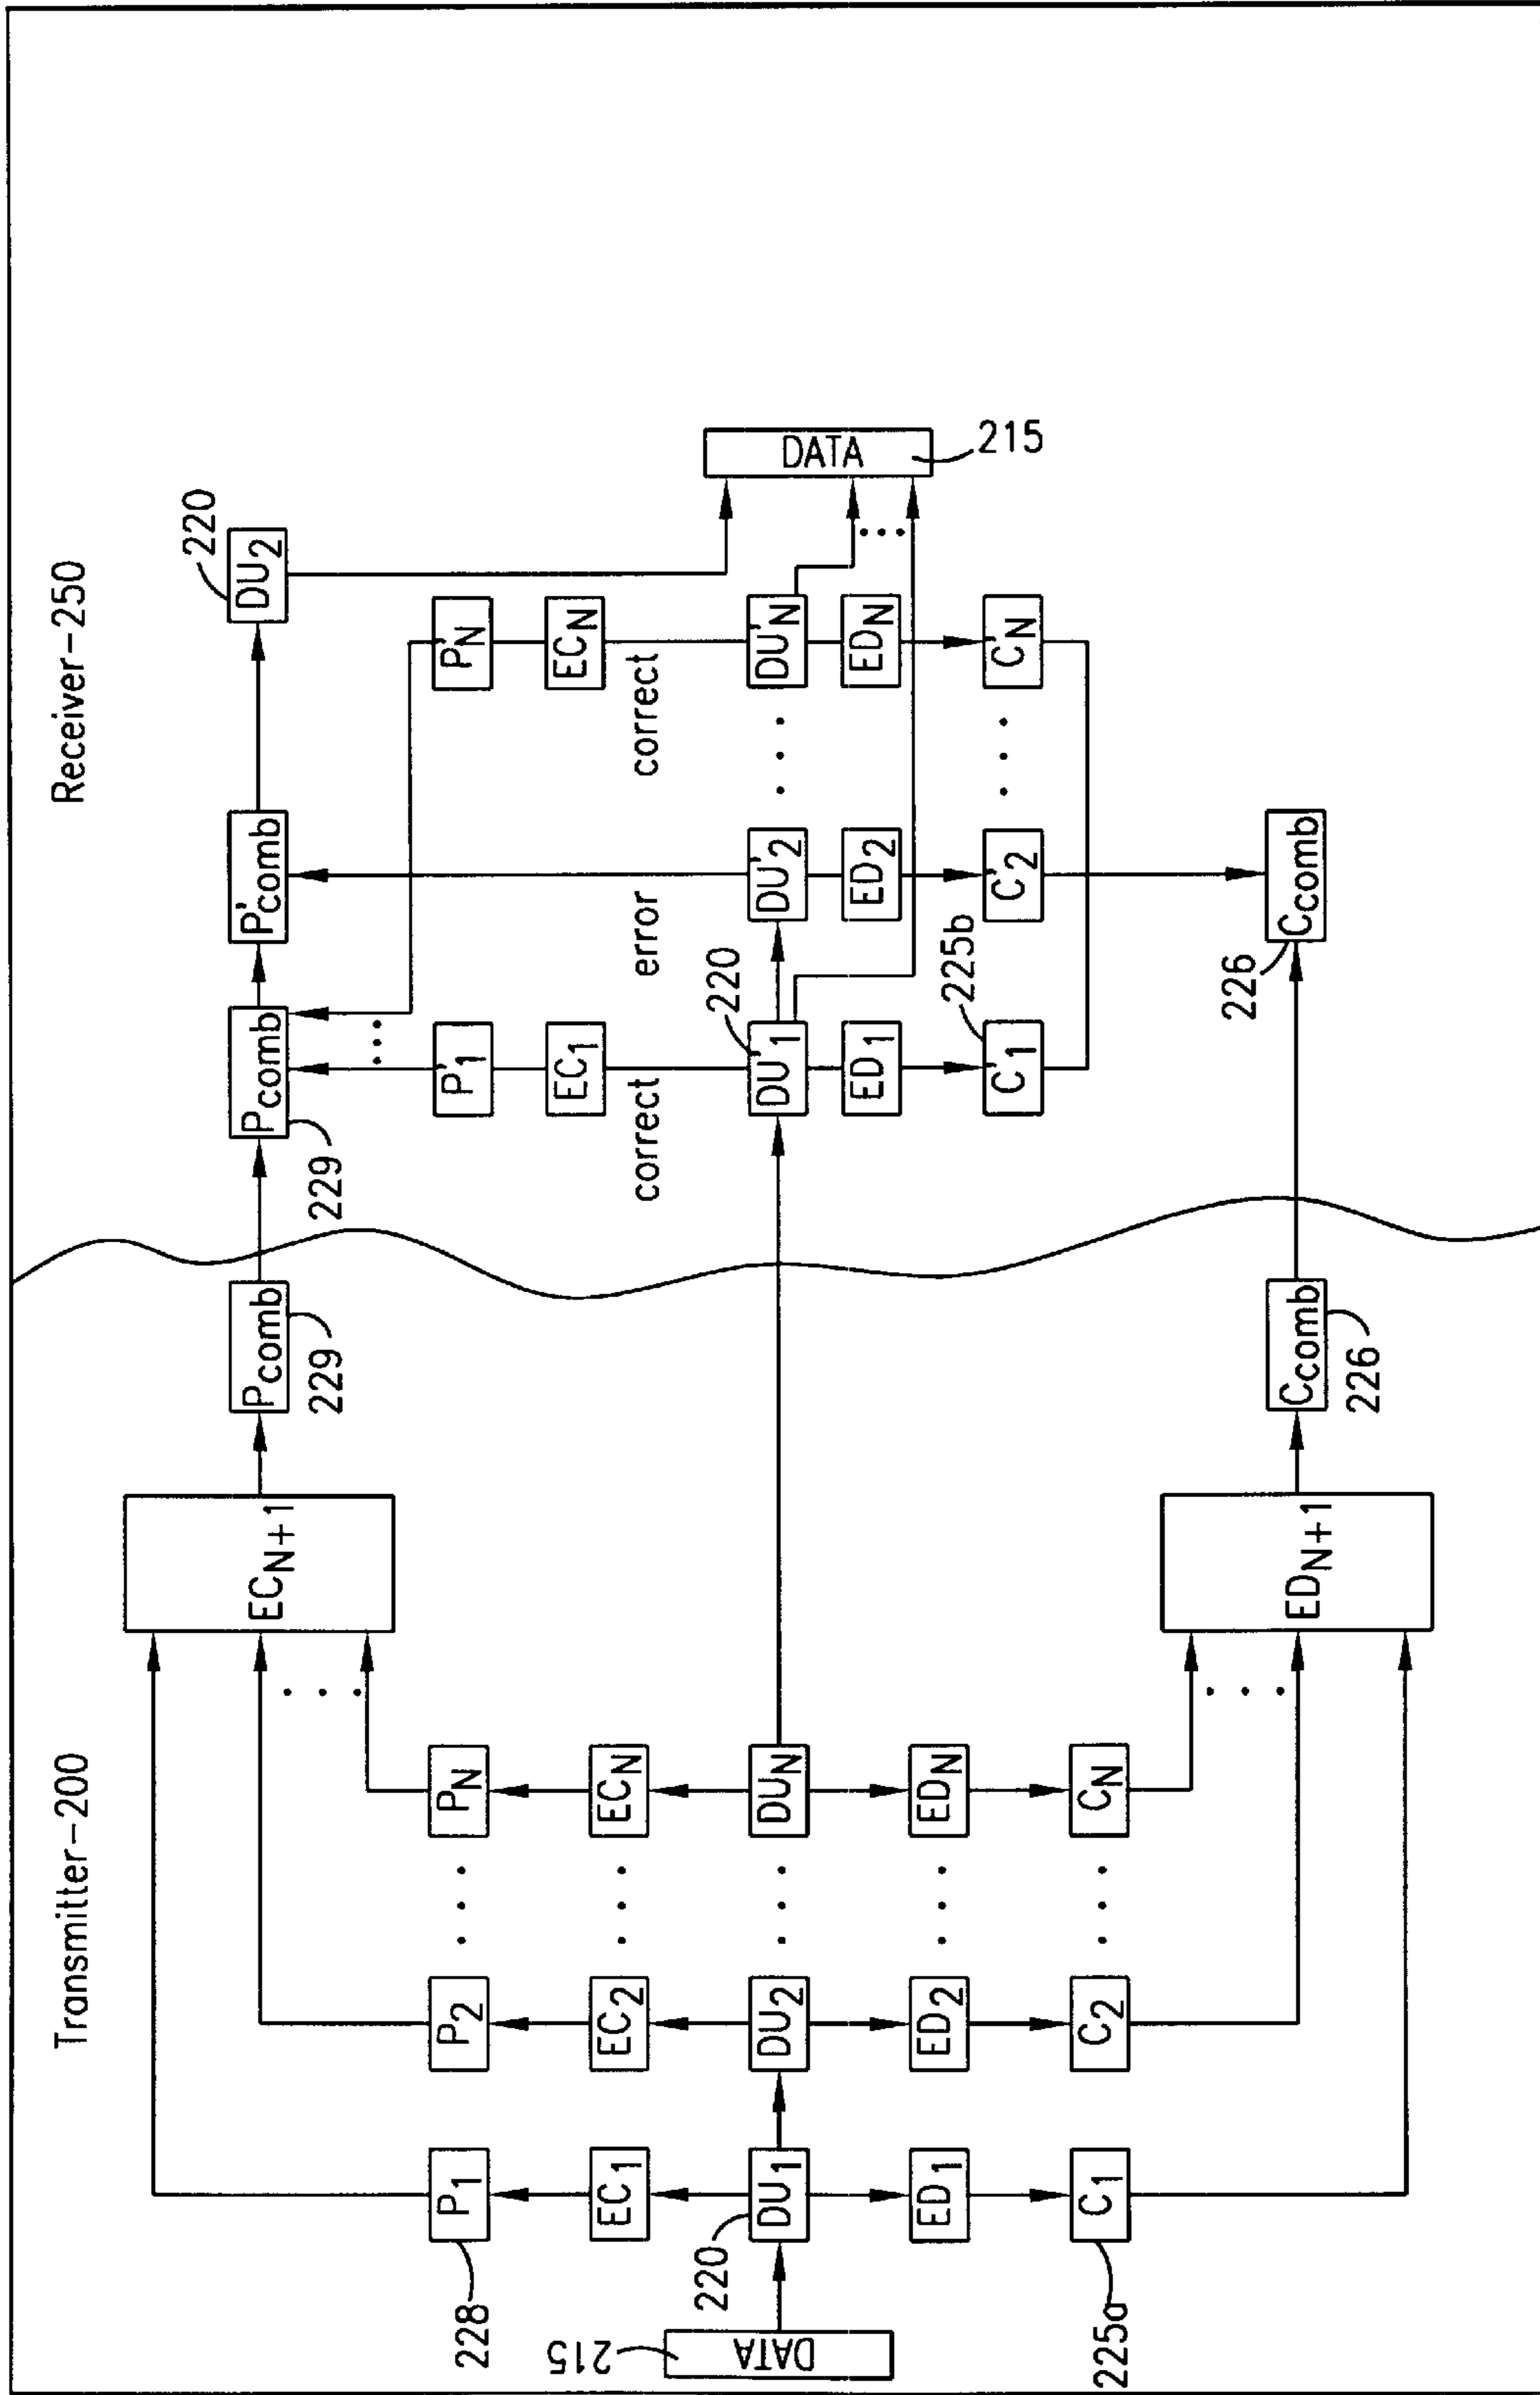 Transmitter-200
Receiver-250
215
DATA
220
DU1
DU2
DUN
EC1
EC2
ECN
228
P1
P2
PN
ED1
ED2
EDN
225a
C1
C2
CN
ECN+1
EDN+1
Pcomb
229
Ccomb
226
Pcomb
229
P'comb
DU2
220
P1
PN
EC1
ECN
correct
error
correct
220
DU'1
DU'2
DU'N
ED1
ED2
EDN
225b
C'1
C'2
C'N
Ccomb
226
DATA
215